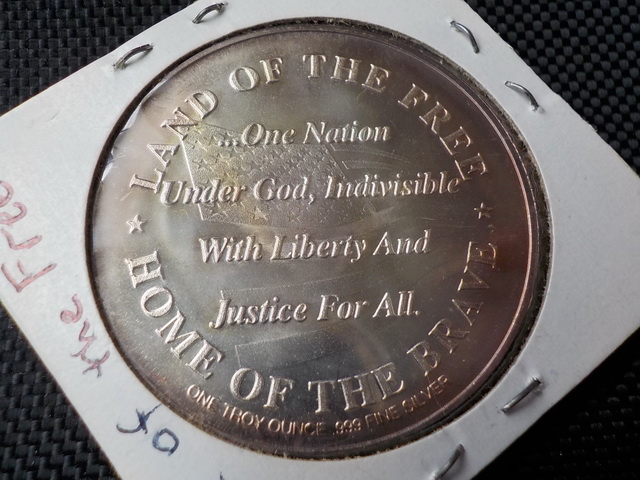 LAND OF THE FREE
...One Nation
Under God, Indivisible
With Liberty And
Justice For All.
HOME OF THE BRAVE
ONE TROY OUNCE .999 FINE SILVER
the Free